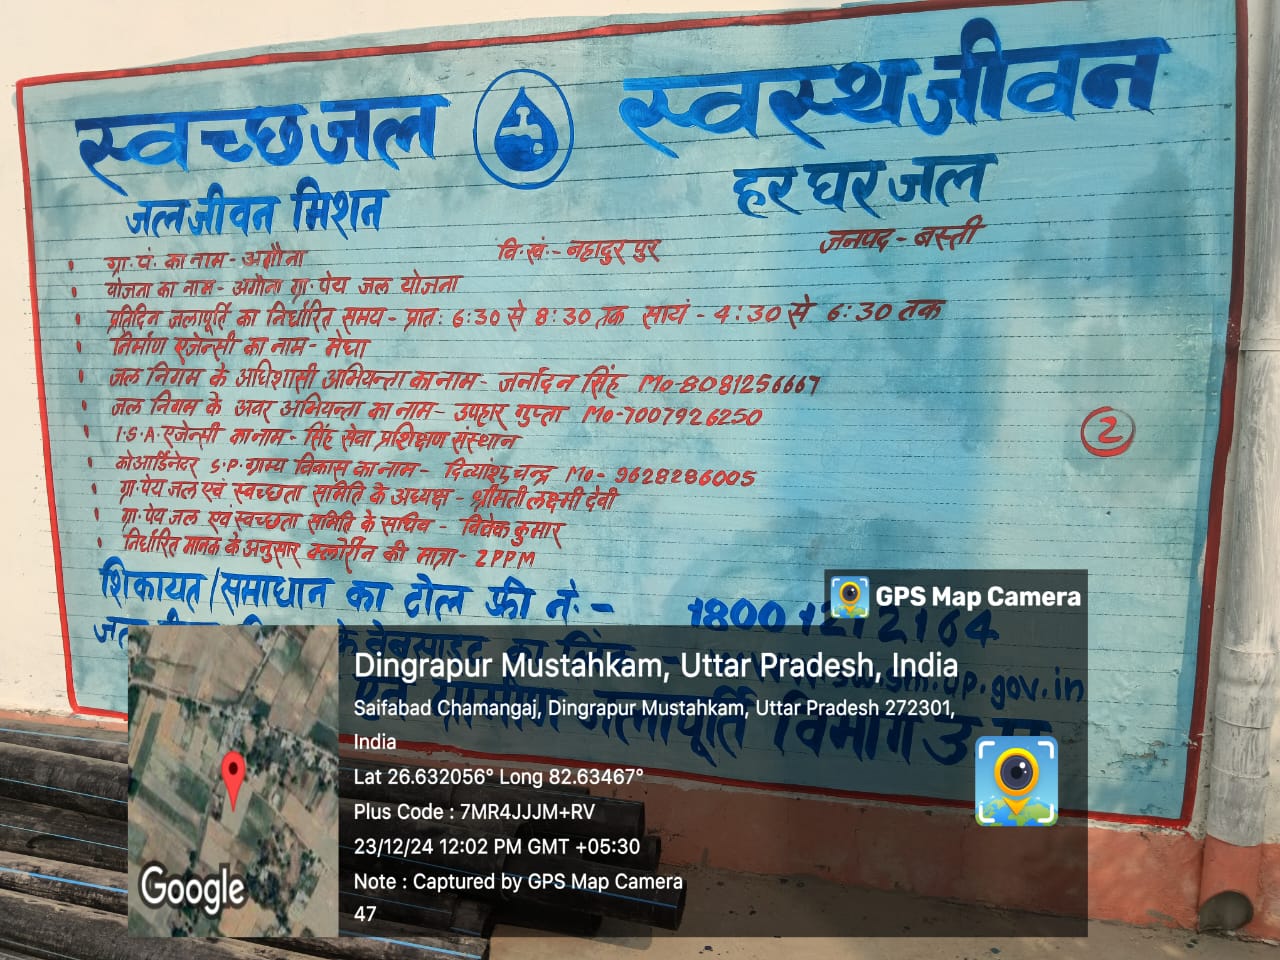 स्वच्छ जल स्वस्थ जीवन
जल जीवन मिशन हर घर जल
ग्रा. पं. का नाम - अगौना वि. खं:- बहादुर पुर जनपद - बस्ती
योजना का नाम - अगौना ग्रा. पेय जल योजना
प्रतिदिन जलापूर्ति का निर्धारित समय - प्रात: 6:30 से 8:30 तक सायं - 4:30 से 6:30 तक
निर्माण एजेन्सी का नाम - मेघा
जल निगम के अधिशासी अभियन्ता का नाम - जर्नादन सिंह Mo-8081256667
जल निगम के अवर अभियन्ता का नाम - उपहार गुप्ता Mo-7007926250
I.S.A. एजेन्सी का नाम - सिंह सेवा प्रशिक्षण संस्थान
कोआर्डिनेटर S.P. ग्राम्य विकास का नाम - दिव्यांशु चन्द्र Mo- 9628286005
ग्रा. पेय जल एवं स्वच्छता समिति के अध्यक्ष - श्रीमती लक्ष्मी देवी
ग्रा. पेय जल एवं स्वच्छता समिति के सचिव - विवेक कुमार
निर्धारित मानक के अनुसार क्लोरीन की मात्रा - 2PPM
2
शिकायत/समाधान का टोल फ्री नं:- 1800 1212164
के वेबसाइट का .gov.in
ग्रामीण जलापूर्ति विभाग उ
GPS Map Camera
Dingrapur Mustahkam, Uttar Pradesh, India
Saifabad Chamangaj, Dingrapur Mustahkam, Uttar Pradesh 272301,
India
Lat 26.632056° Long 82.63467°
Plus Code : 7MR4JJJM+RV
23/12/24 12:02 PM GMT +05:30
Note : Captured by GPS Map Camera
47
Google